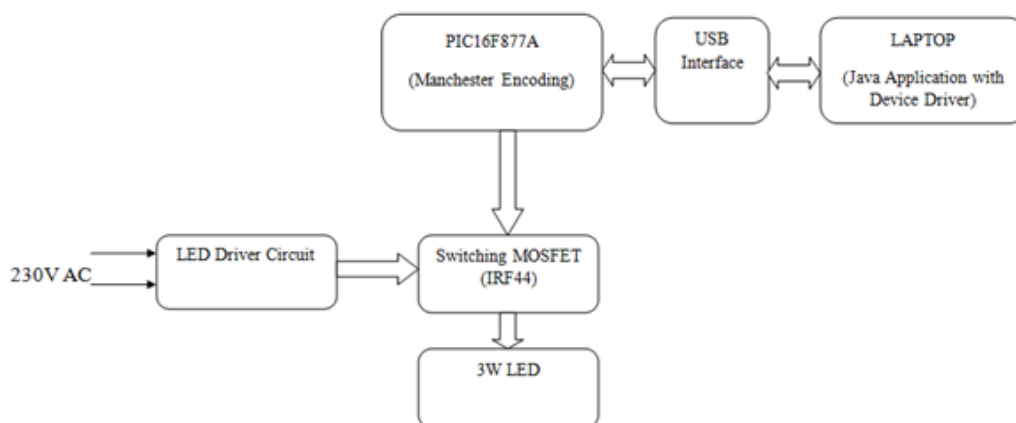 PIC16F877A
(Manchester Encoding)
USB
Interface
LAPTOP
(Java Application with
Device Driver)
230V AC
LED Driver Circuit
Switching MOSFET
(IRF44)
3W LED